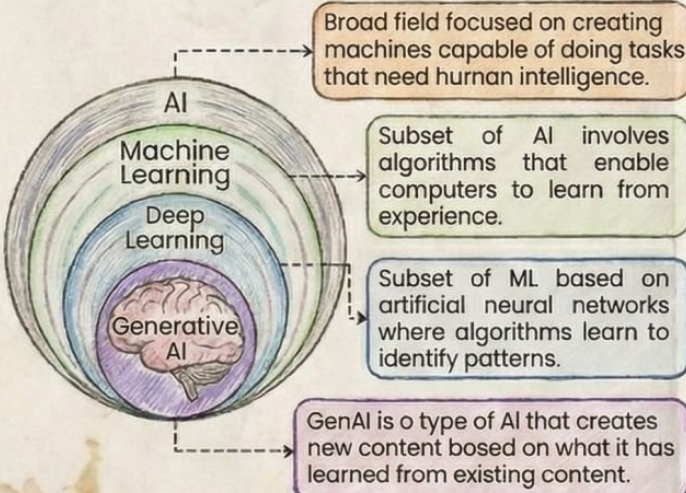 AI
Machine
Learning
Deep
Learning
Generative
AI
Broad field focused on creating
machines capable of doing tasks
that need human intelligence.
Subset of AI involves
algorithms that enable
computers to learn from
experience.
Subset of ML based on
artificial neural networks
where algorithms learn to
identify patterns.
GenAI is o type of AI that creates
new content bosed on what it has
learned from existing content.